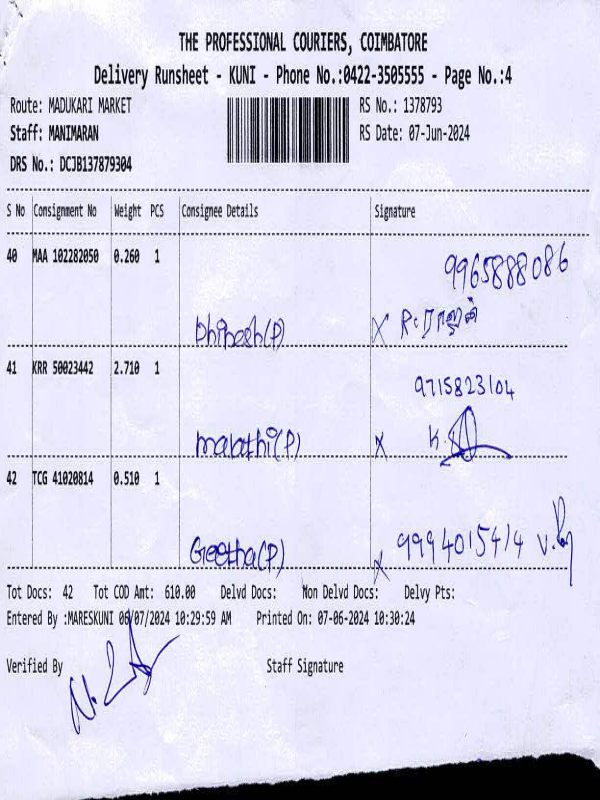 THE PROFESSIONAL COURIERS, COIMBATORE
Delivery Runsheet - KUNI - Phone No.:0422-3505555 - Page No.:4
Route: MADUKARI MARKET RS No.: 1378793
Staff: MANIMARAN RS Date: 07-Jun-2024
DRS No.: DCJB137879304
S No Consignment No Weight PCS Consignee Details Signature
40 MAA 102282050 0.260 1 9965888086
Dhinesh(P) X R. ராஜன்
41 KRR 50023442 2.710 1 9715823104
malathi(P) X K.
42 TCG 41020814 0.510 1
Geetha(P) X 9994015414 V.
Tot Docs: 42 Tot COD Amt: 610.00 Delvd Docs: Non Delvd Docs: Delvy Pts:
Entered By :MARESKUNI 06/07/2024 10:29:59 AM Printed On: 07-06-2024 10:30:24
Verified By Staff Signature
N.